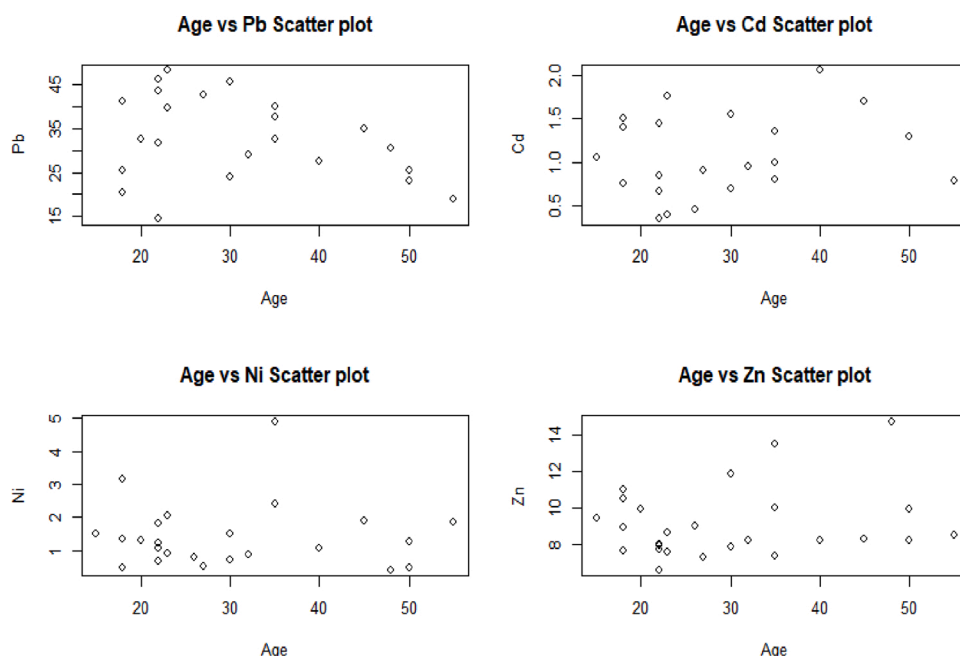 Age vs Pb Scatter plot
45
35
25
15
Pb
20 30 40 50
Age
Age vs Cd Scatter plot
2.0
1.5
1.0
0.5
Cd
20 30 40 50
Age
Age vs Ni Scatter plot
5
4
3
2
1
Ni
20 30 40 50
Age
Age vs Zn Scatter plot
14
12
10
8
Zn
20 30 40 50
Age